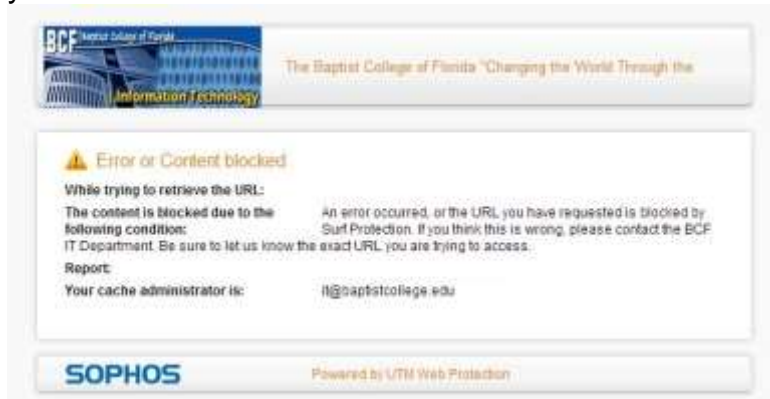 y
BCF Baptist College of Florida
Information Technology
The Baptist College of Florida "Changing the World Through the
Error or Content blocked
While trying to retrieve the URL:
The content is blocked due to the following condition: An error occurred, or the URL you have requested is blocked by Surf Protection. If you think this is wrong, please contact the BCF IT Department. Be sure to let us know the exact URL you are trying to access.
Report:
Your cache administrator is: it@baptistcollege.edu
SOPHOS
Powered by UTM Web Protection